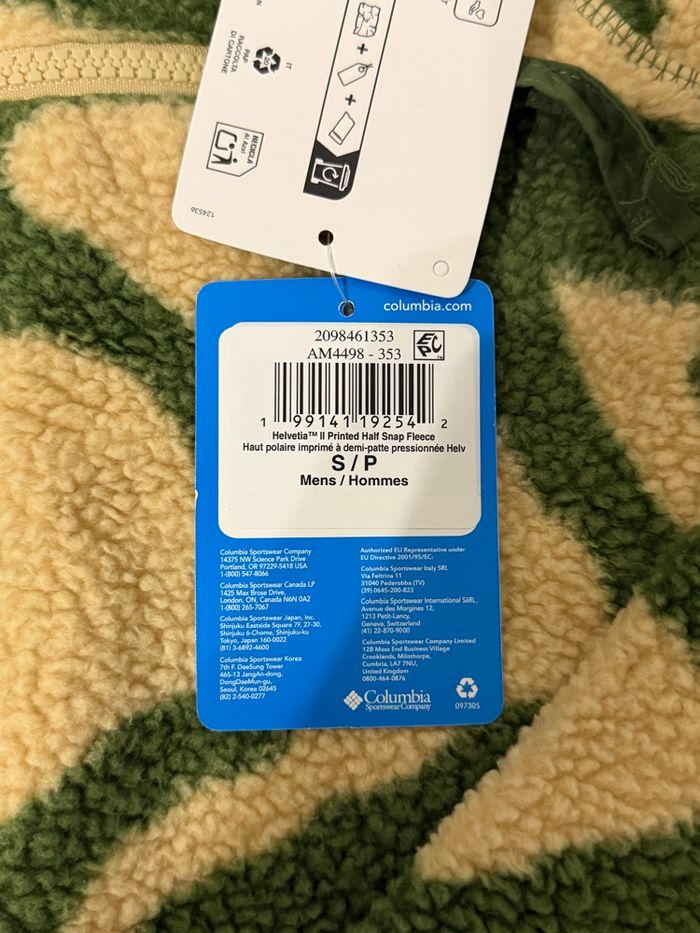 IT
PAP
RACCOLTA
DI CARTONE
20
RECICLA
Al Azul
124536
columbia.com
2098461353
AM4498 - 353
EPC
1 99141 19254 2
Helvetia™ II Printed Half Snap Fleece
Haut polaire imprimé à demi-patte pressionnée Helv
S / P
Mens / Hommes
Columbia Sportswear Company
14375 NW Science Park Drive
Portland, OR 97229-5418 USA
1-(800) 547-8066
Columbia Sportswear Canada LP
1425 Max Brose Drive,
London, ON, Canada N6N 0A2
1-(800) 265-7067
Columbia Sportswear Japan, Inc.
Shinjuku Eastside Square 7F, 27-30,
Shinjuku 6-Chome, Shinjuku-ku
Tokyo, Japan 160-0022
(81) 3-6892-4600
Columbia Sportswear Korea
7th F. DaeSung Tower
465-13 JangAn-dong,
DongDaeMun-gu,
Seoul, Korea 02645
(82) 2-540-0277
Authorized EU Representative under
EU Directive 2001/95/EC:
Columbia Sportswear Italy SRL
Via Feltrina 11
31040 Pederobba (TV)
(39) 0645-200-823
Columbia Sportswear International SàRL,
Avenue des Morgines 12,
1213 Petit-Lancy,
Geneva, Switzerland
(41) 22-870-9000
Columbia Sportswear Company Limited
12B Moss End Business Village
Crooklands, Milnthorpe,
Cumbria, LA7 7NU,
United Kingdom
0800-464-0876
Columbia
Sportswear Company
097305